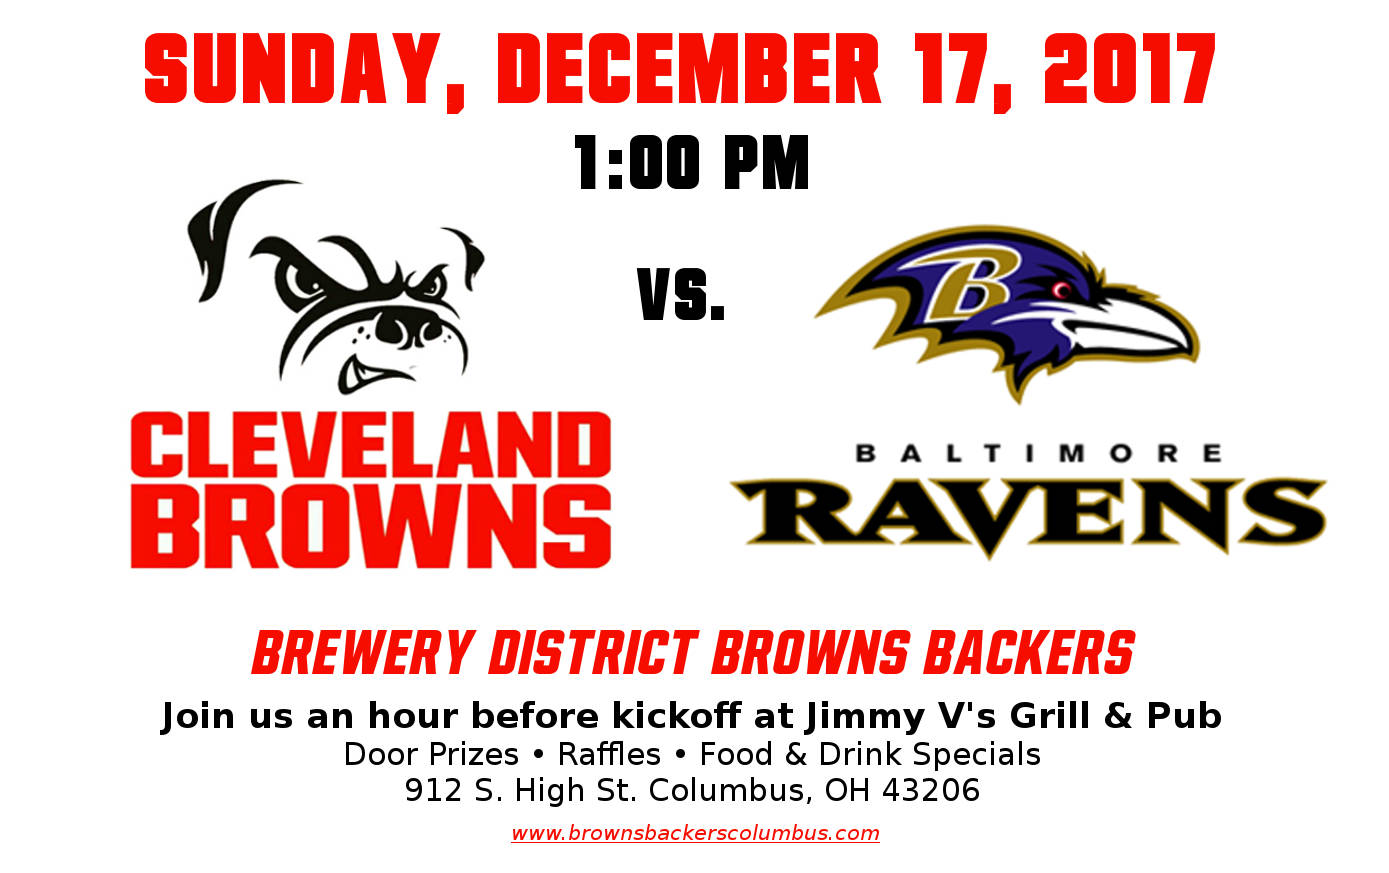 SUNDAY, DECEMBER 17, 2017
1:00 PM
VS.
B
CLEVELAND
BROWNS
BALTIMORE
RAVENS
BREWERY DISTRICT BROWNS BACKERS
Join us an hour before kickoff at Jimmy V's Grill & Pub
Door Prizes • Raffles • Food & Drink Specials
912 S. High St. Columbus, OH 43206
www.brownsbackerscolumbus.com